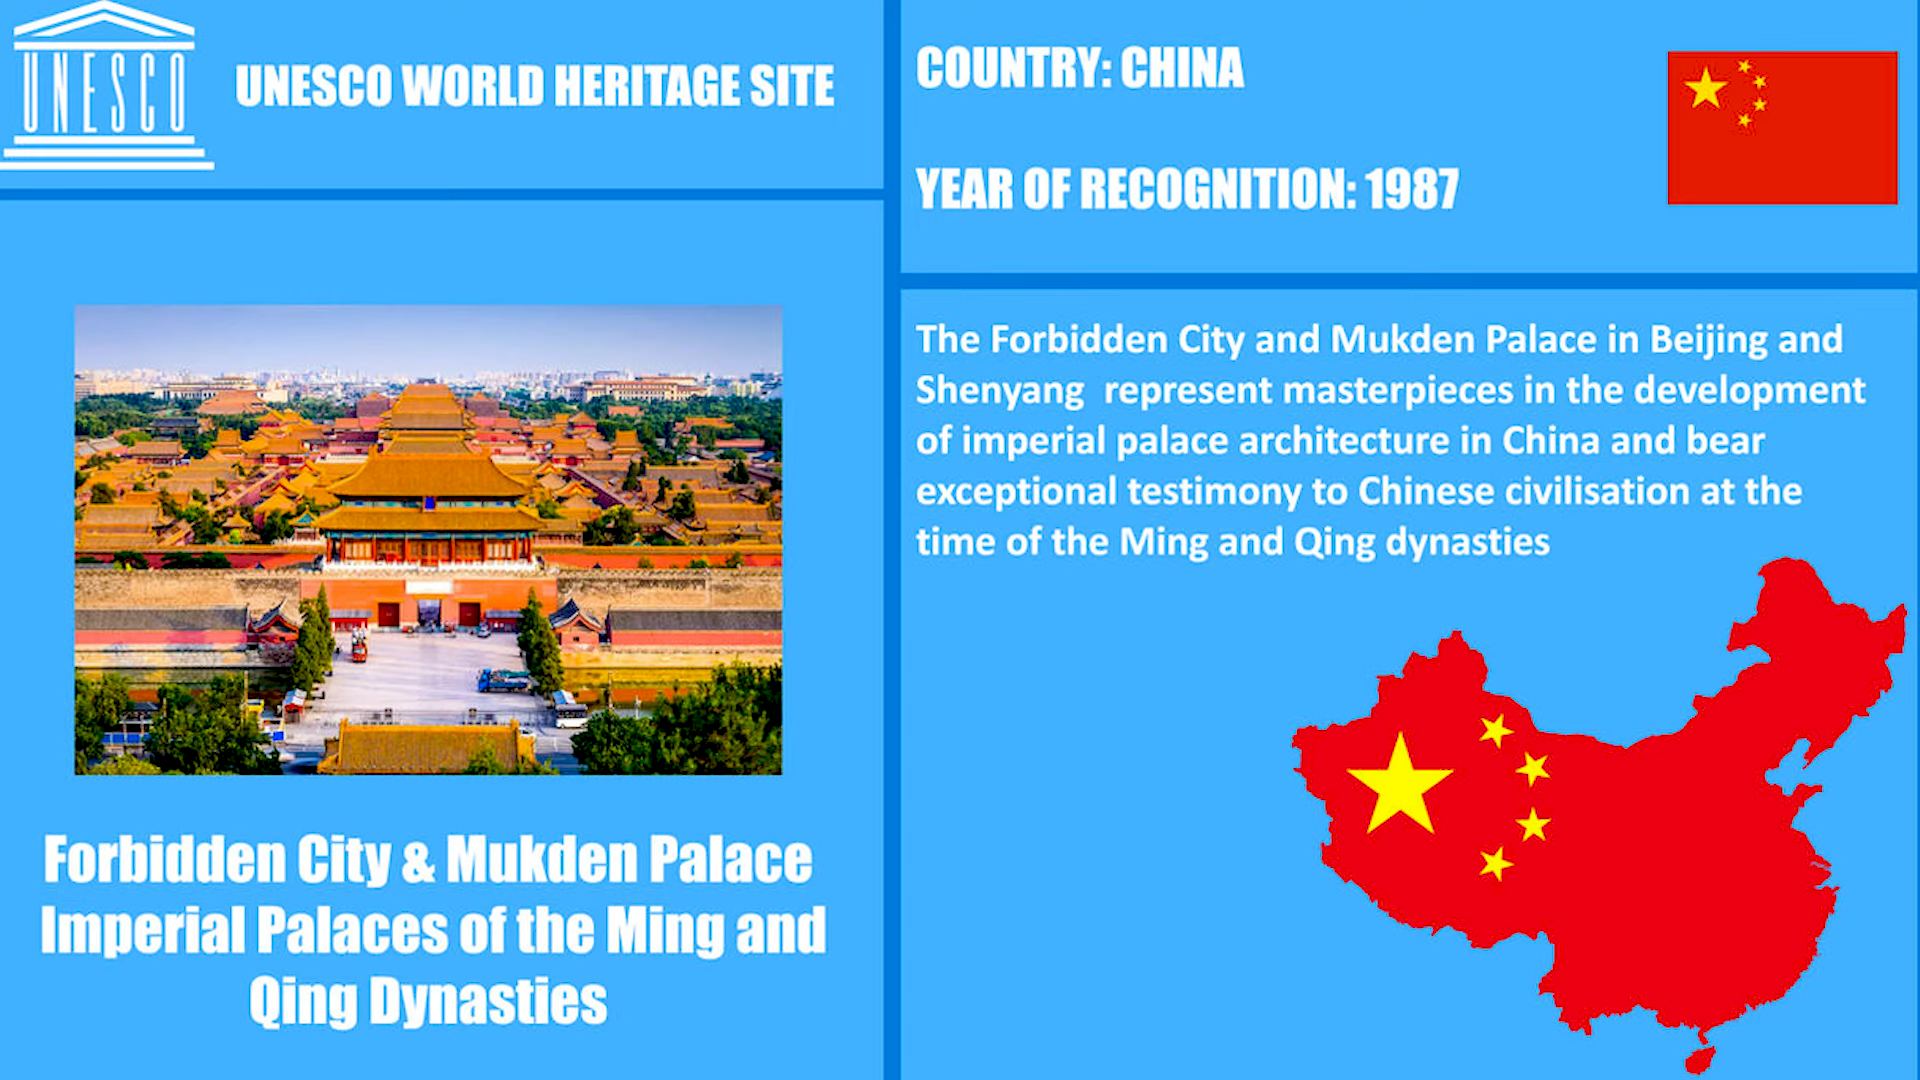 UNESCO
UNESCO WORLD HERITAGE SITE
COUNTRY: CHINA
YEAR OF RECOGNITION: 1987
The Forbidden City and Mukden Palace in Beijing and
Shenyang  represent masterpieces in the development
of imperial palace architecture in China and bear
exceptional testimony to Chinese civilisation at the
time of the Ming and Qing dynasties
Forbidden City & Mukden Palace
Imperial Palaces of the Ming and
Qing Dynasties